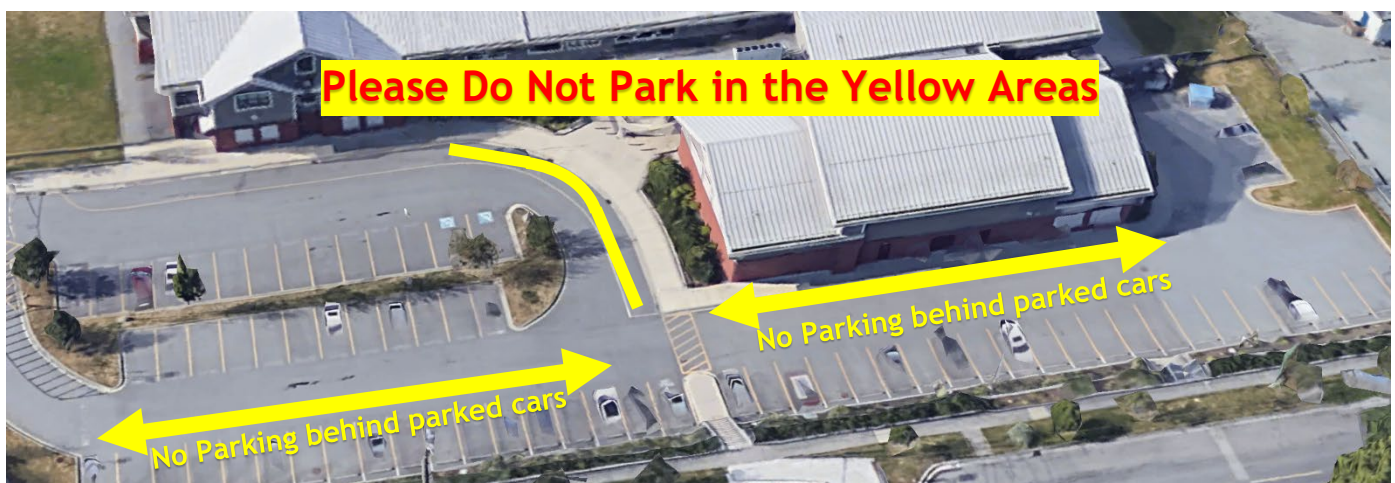 Please Do Not Park in the Yellow Areas
No Parking behind parked cars
No Parking behind parked cars